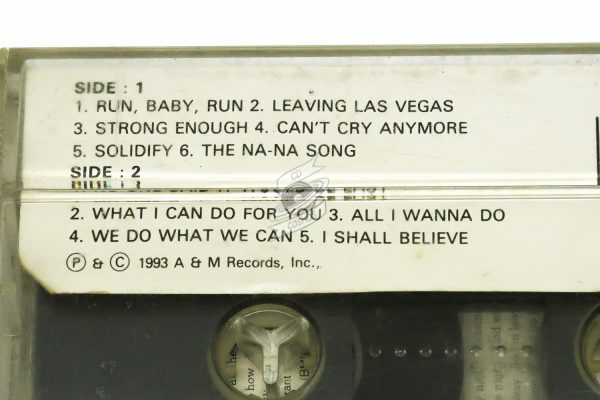 SIDE : 1
1. RUN, BABY, RUN 2. LEAVING LAS VEGAS
3. STRONG ENOUGH 4. CAN'T CRY ANYMORE
5. SOLIDIFY 6. THE NA-NA SONG
SIDE : 2
2. WHAT I CAN DO FOR YOU 3. ALL I WANNA DO
4. WE DO WHAT WE CAN 5. I SHALL BELIEVE
Ⓟ & Ⓒ 1993 A & M Records, Inc.,
CD
how